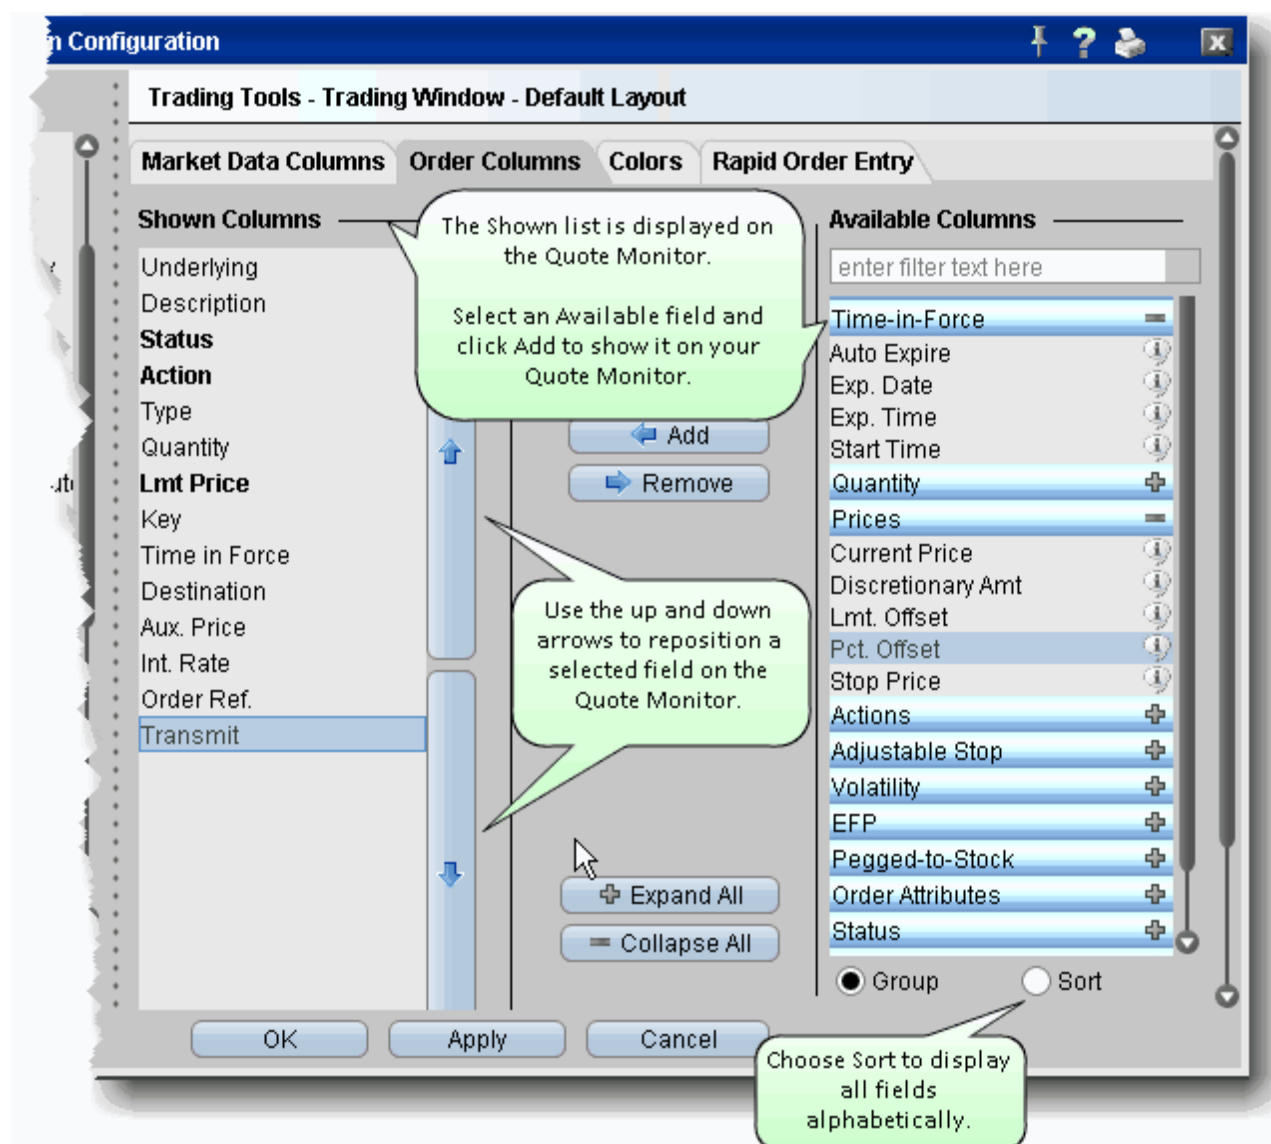 n Configuration
Trading Tools - Trading Window - Default Layout
Market Data Columns
Order Columns
Colors
Rapid Order Entry
Shown Columns
Underlying
Description
Status
Action
Type
Quantity
Lmt Price
Key
Time in Force
Destination
Aux. Price
Int. Rate
Order Ref.
Transmit
The Shown list is displayed on
the Quote Monitor.
Select an Available field and
click Add to show it on your
Quote Monitor.
Add
Remove
Use the up and down
arrows to reposition a
selected field on the
Quote Monitor.
Expand All
Collapse All
Available Columns
enter filter text here
Time-in-Force
Auto Expire
Exp. Date
Exp. Time
Start Time
Quantity
Prices
Current Price
Discretionary Amt
Lmt. Offset
Pct. Offset
Stop Price
Actions
Adjustable Stop
Volatility
EFP
Pegged-to-Stock
Order Attributes
Status
Group
Sort
OK
Apply
Cancel
Choose Sort to display
all fields
alphabetically.